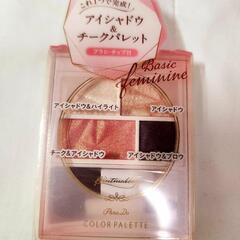 これ1つで完成!
アイシャドウ
&
チークパレット
ブラシ・チップ付
Basic
feminine
アイシャドウ&ハイライト
アイシャドウ
チーク&アイシャドウ
アイシャドウ&ブロウ
PaRa Do
COLOR PALETTE